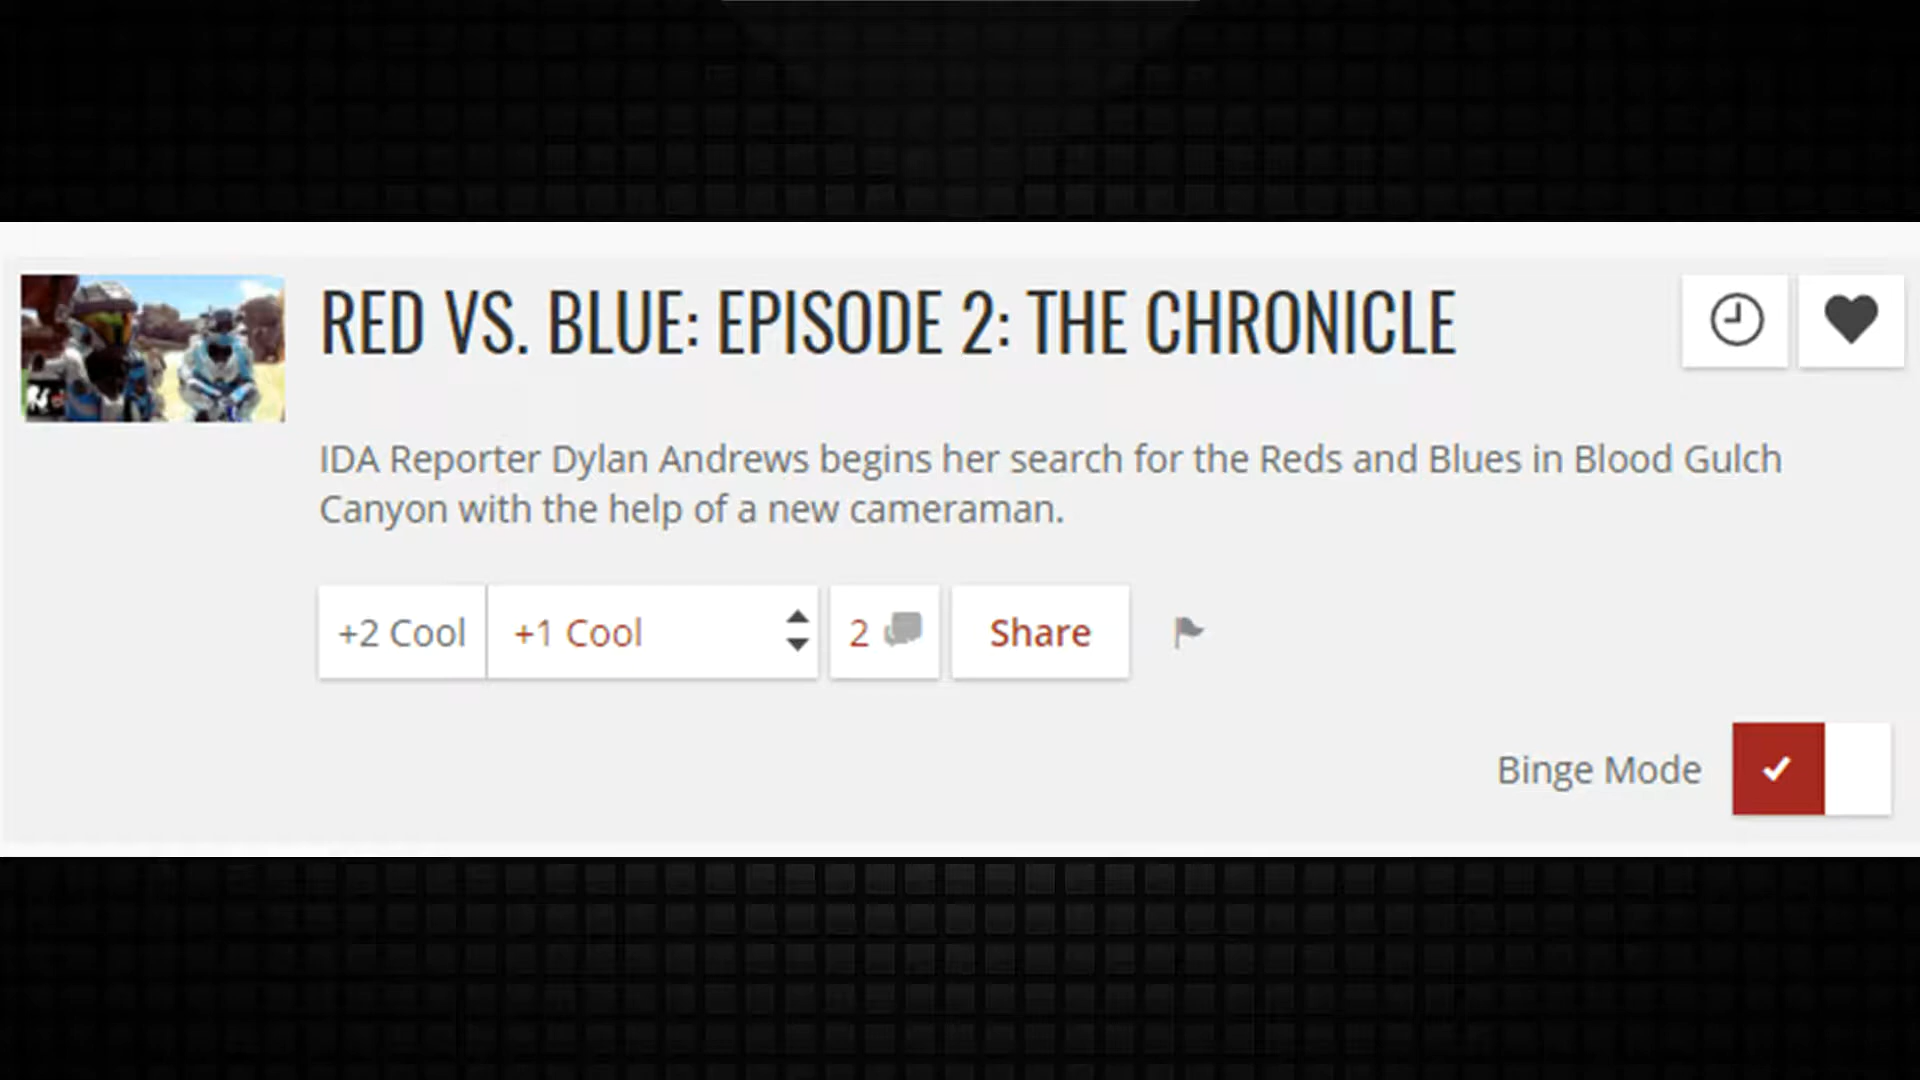 RED VS. BLUE: EPISODE 2: THE CHRONICLE
IDA Reporter Dylan Andrews begins her search for the Reds and Blues in Blood Gulch
Canyon with the help of a new cameraman.
+2 Cool +1 Cool 2 Share
Binge Mode